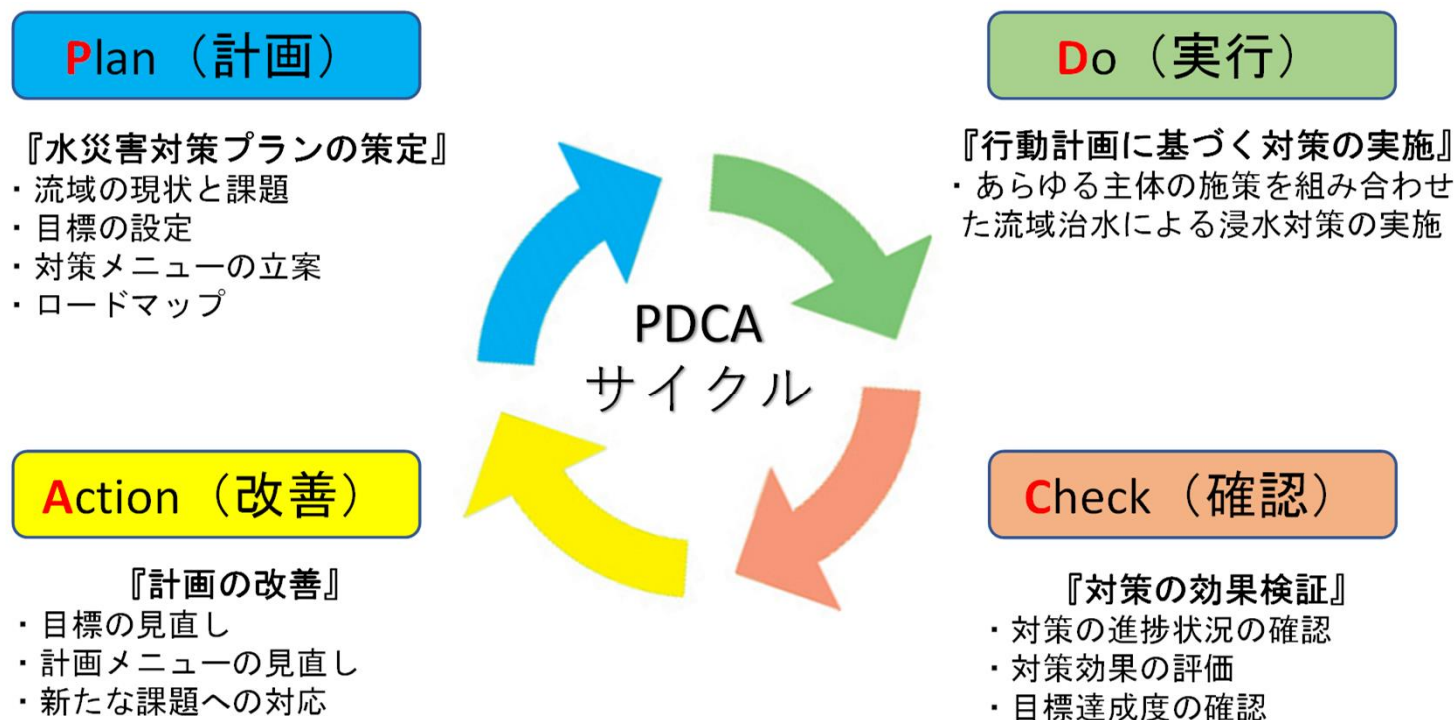 Plan（計画）
『水災害対策プランの策定』
・流域の現状と課題
・目標の設定
・対策メニューの立案
・ロードマップ
Do（実行）
『行動計画に基づく対策の実施』
・あらゆる主体の施策を組み合わせ
た流域治水による浸水対策の実施
PDCA
サイクル
Check（確認）
『対策の効果検証』
・対策の進捗状況の確認
・対策効果の評価
・目標達成度の確認
Action（改善）
『計画の改善』
・目標の見直し
・計画メニューの見直し
・新たな課題への対応